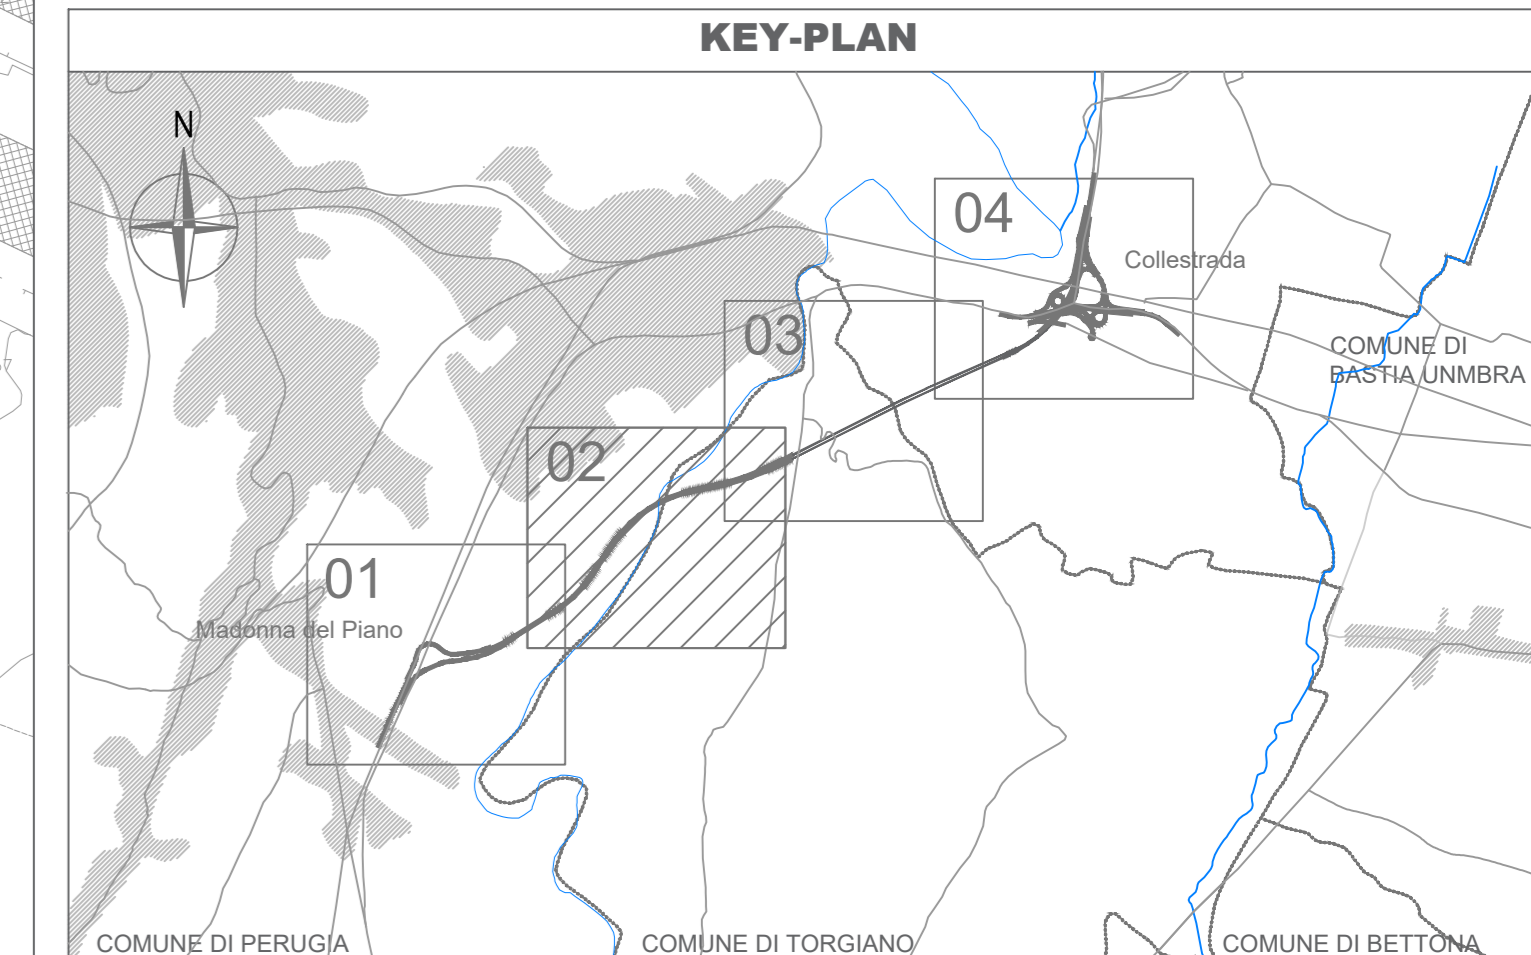 KEY-PLAN
N
04
Collestrada
03
COMUNE DI
BASTIA UNMBRA
02
01
Madonna del Piano
COMUNE DI PERUGIA
COMUNE DI TORGIANO
COMUNE DI BETTONA